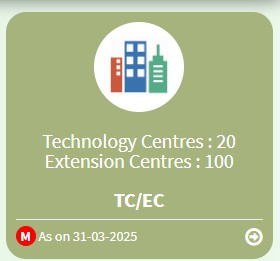 Technology Centres : 20
Extension Centres : 100
TC/EC
M As on 31-03-2025